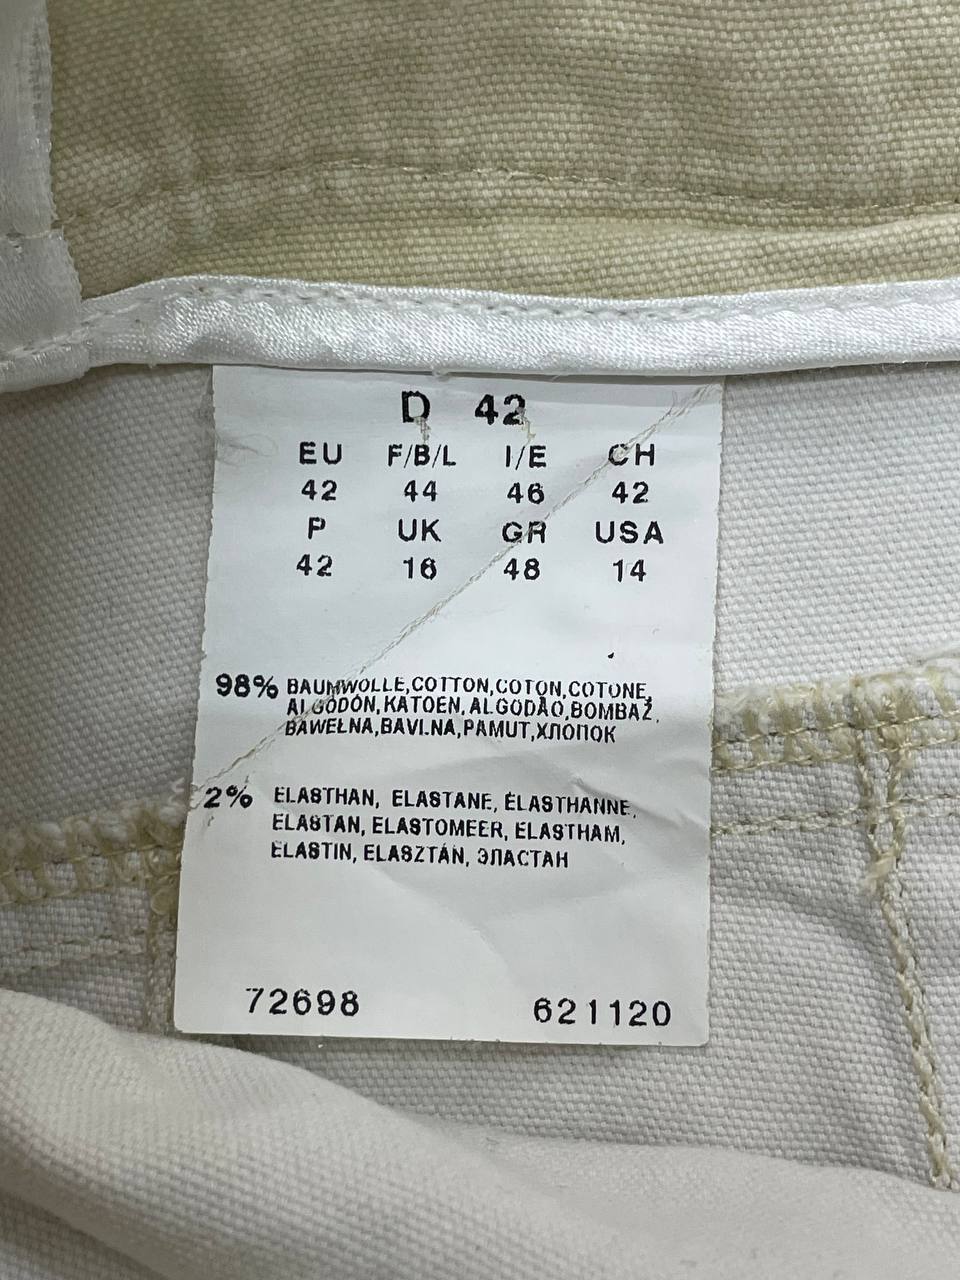 D 42
EU F/B/L I/E CH
42 44 46 42
P UK GR USA
42 16 48 14
98% BAUMWOLLE,COTTON,COTON,COTONE,
ALGODÓN,KATOEN,ALGODÃO,BOMBAŽ,
BAWEŁNA,BAVLNA,PAMUT,ХЛОПОК
2% ELASTHAN, ELASTANE, ÉLASTHANNE,
ELASTAN, ELASTOMEER, ELASTHAM,
ELASTIN, ELASZTÁN, ЭЛАСТАН
72698 621120